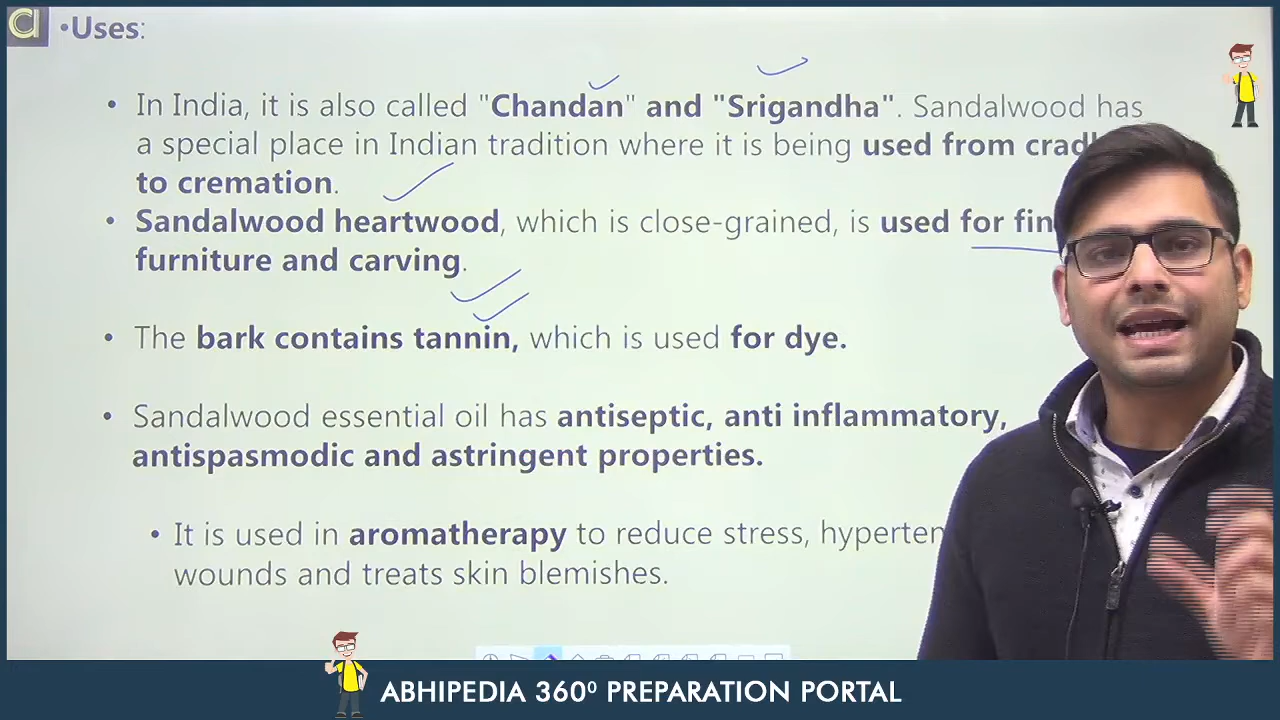 a
•Uses:
• In India, it is also called "Chandan" and "Srigandha". Sandalwood has
a special place in Indian tradition where it is being used from
to cremation.
• Sandalwood heartwood, which is close-grained, is used for
furniture and carving.
• The bark contains tannin, which is used for dye.
• Sandalwood essential oil has antiseptic, anti inflammatory,
antispasmodic and astringent properties.
• It is used in aromatherapy to reduce stress,
wounds and treats skin blemishes.
ABHIPEDIA 360⁰ PREPARATION PORTAL